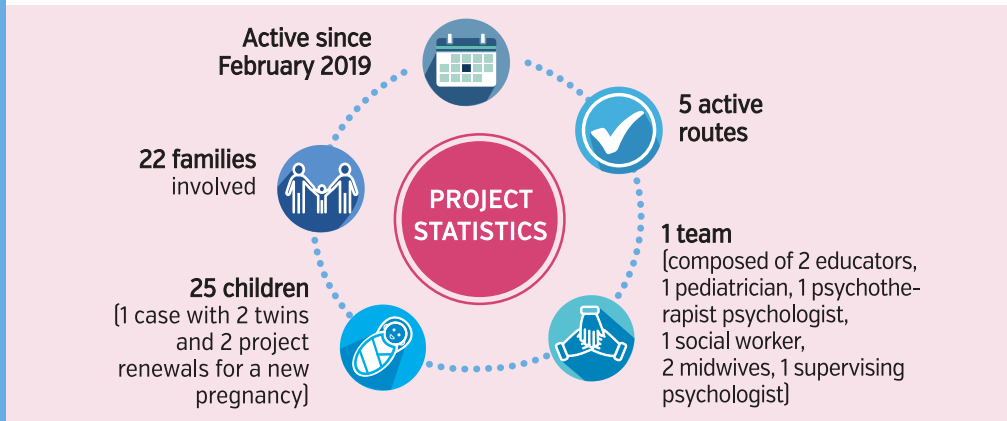 Active since
February 2019
5 active
routes
22 families
involved
PROJECT
STATISTICS
1 team
(composed of 2 educators,
1 pediatrician, 1 psychothe-
rapist psychologist,
1 social worker,
2 midwives, 1 supervising
psychologist)
25 children
(1 case with 2 twins
and 2 project
renewals for a new
pregnancy)